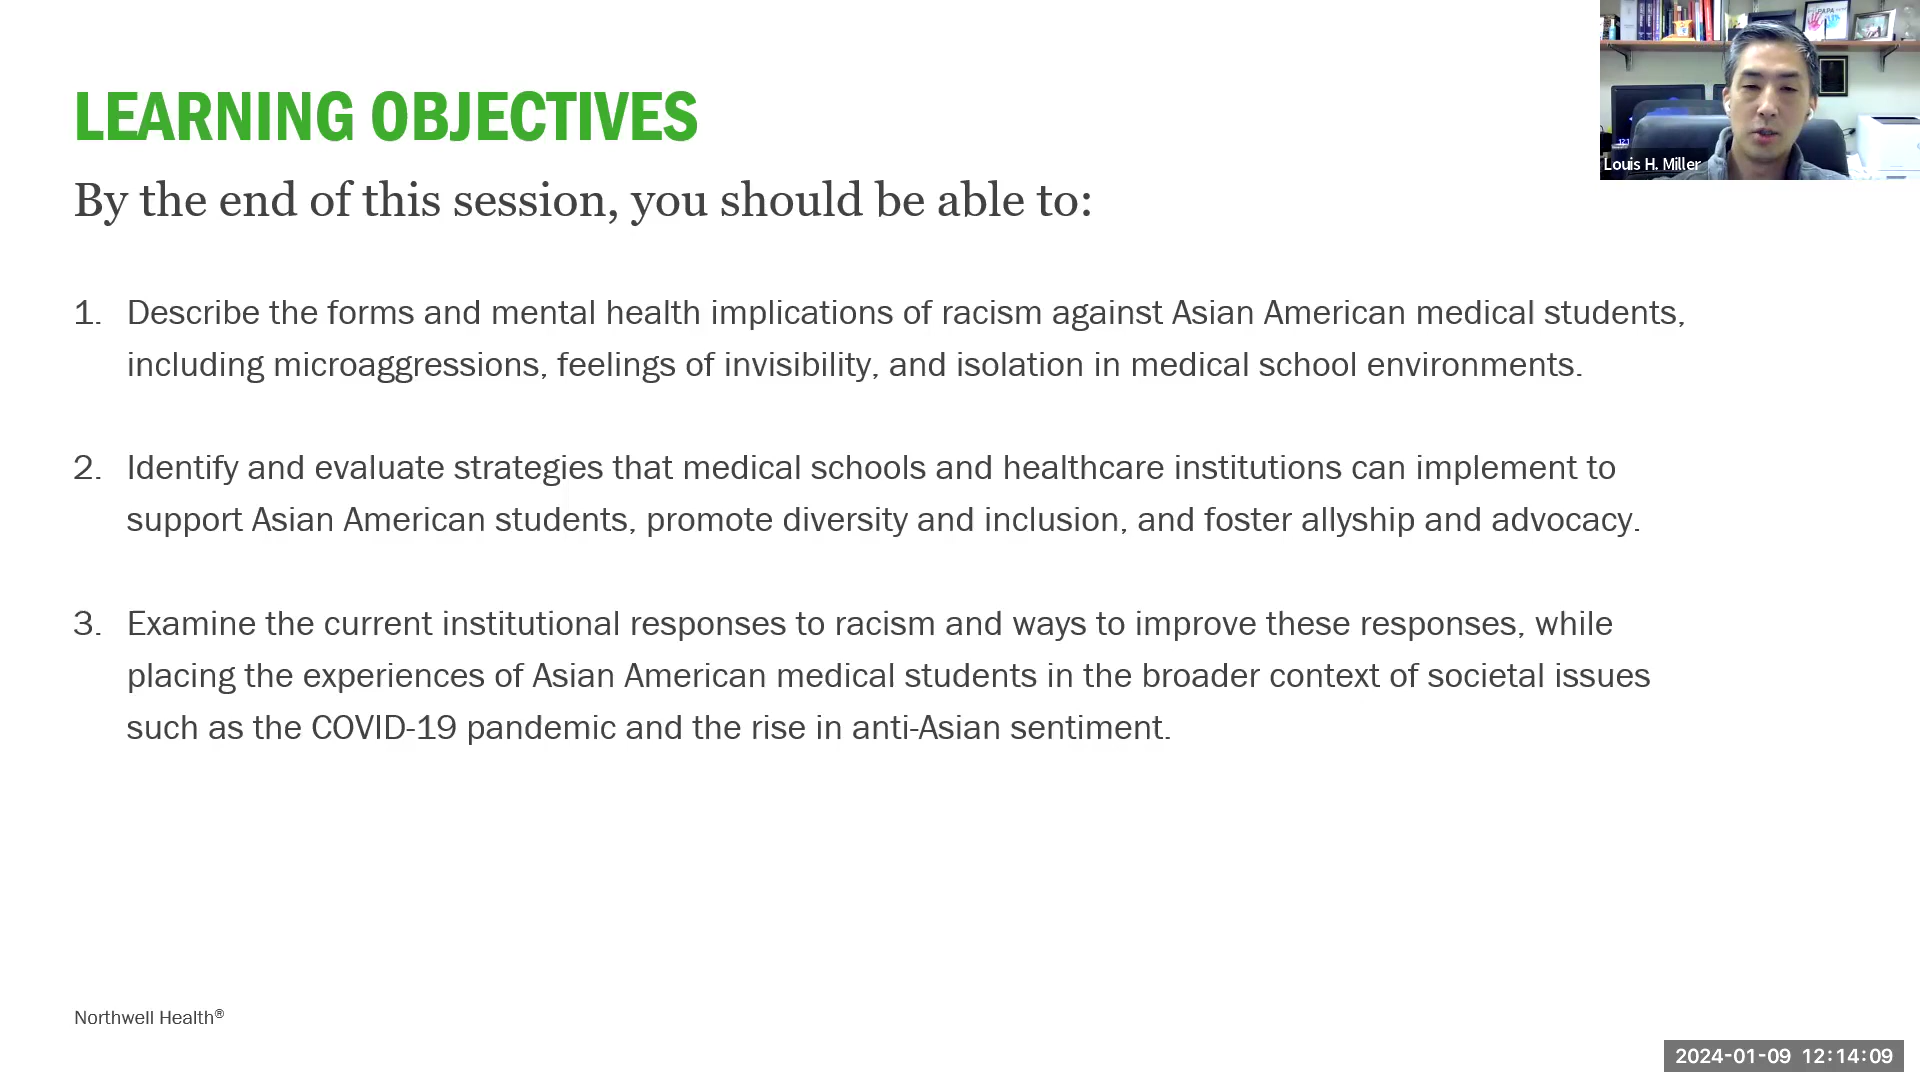 LEARNING OBJECTIVES
By the end of this session, you should be able to:
1. Describe the forms and mental health implications of racism against Asian American medical students,
including microaggressions, feelings of invisibility, and isolation in medical school environments.
2. Identify and evaluate strategies that medical schools and healthcare institutions can implement to
support Asian American students, promote diversity and inclusion, and foster allyship and advocacy.
3. Examine the current institutional responses to racism and ways to improve these responses, while
placing the experiences of Asian American medical students in the broader context of societal issues
such as the COVID-19 pandemic and the rise in anti-Asian sentiment.
Northwell Health®
PAPA
Louis H. Miller
2024-01-09 12:14:09